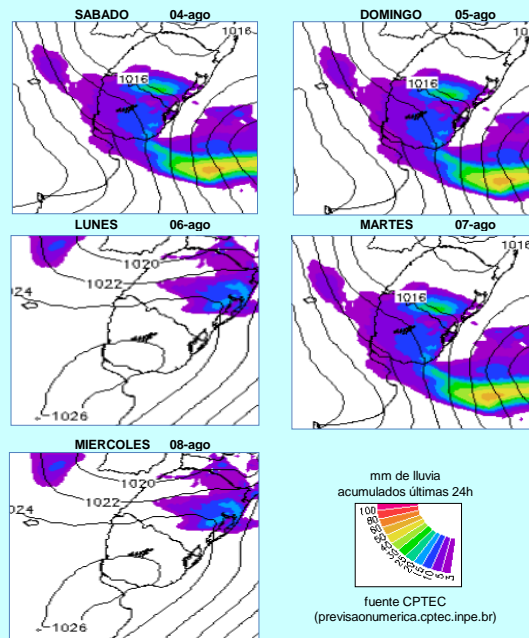 SABADO 04-ago
DOMINGO 05-ago
1016
1016
1016
1016
LUNES 06-ago
MARTES 07-ago
1020
1022
024
1026
1016
1016
MIERCOLES 08-ago
1020
1022
024
1026
mm de lluvia
acumulados últimas 24h
100
fuente CPTEC
(previsaonumerica.cptec.inpe.br)